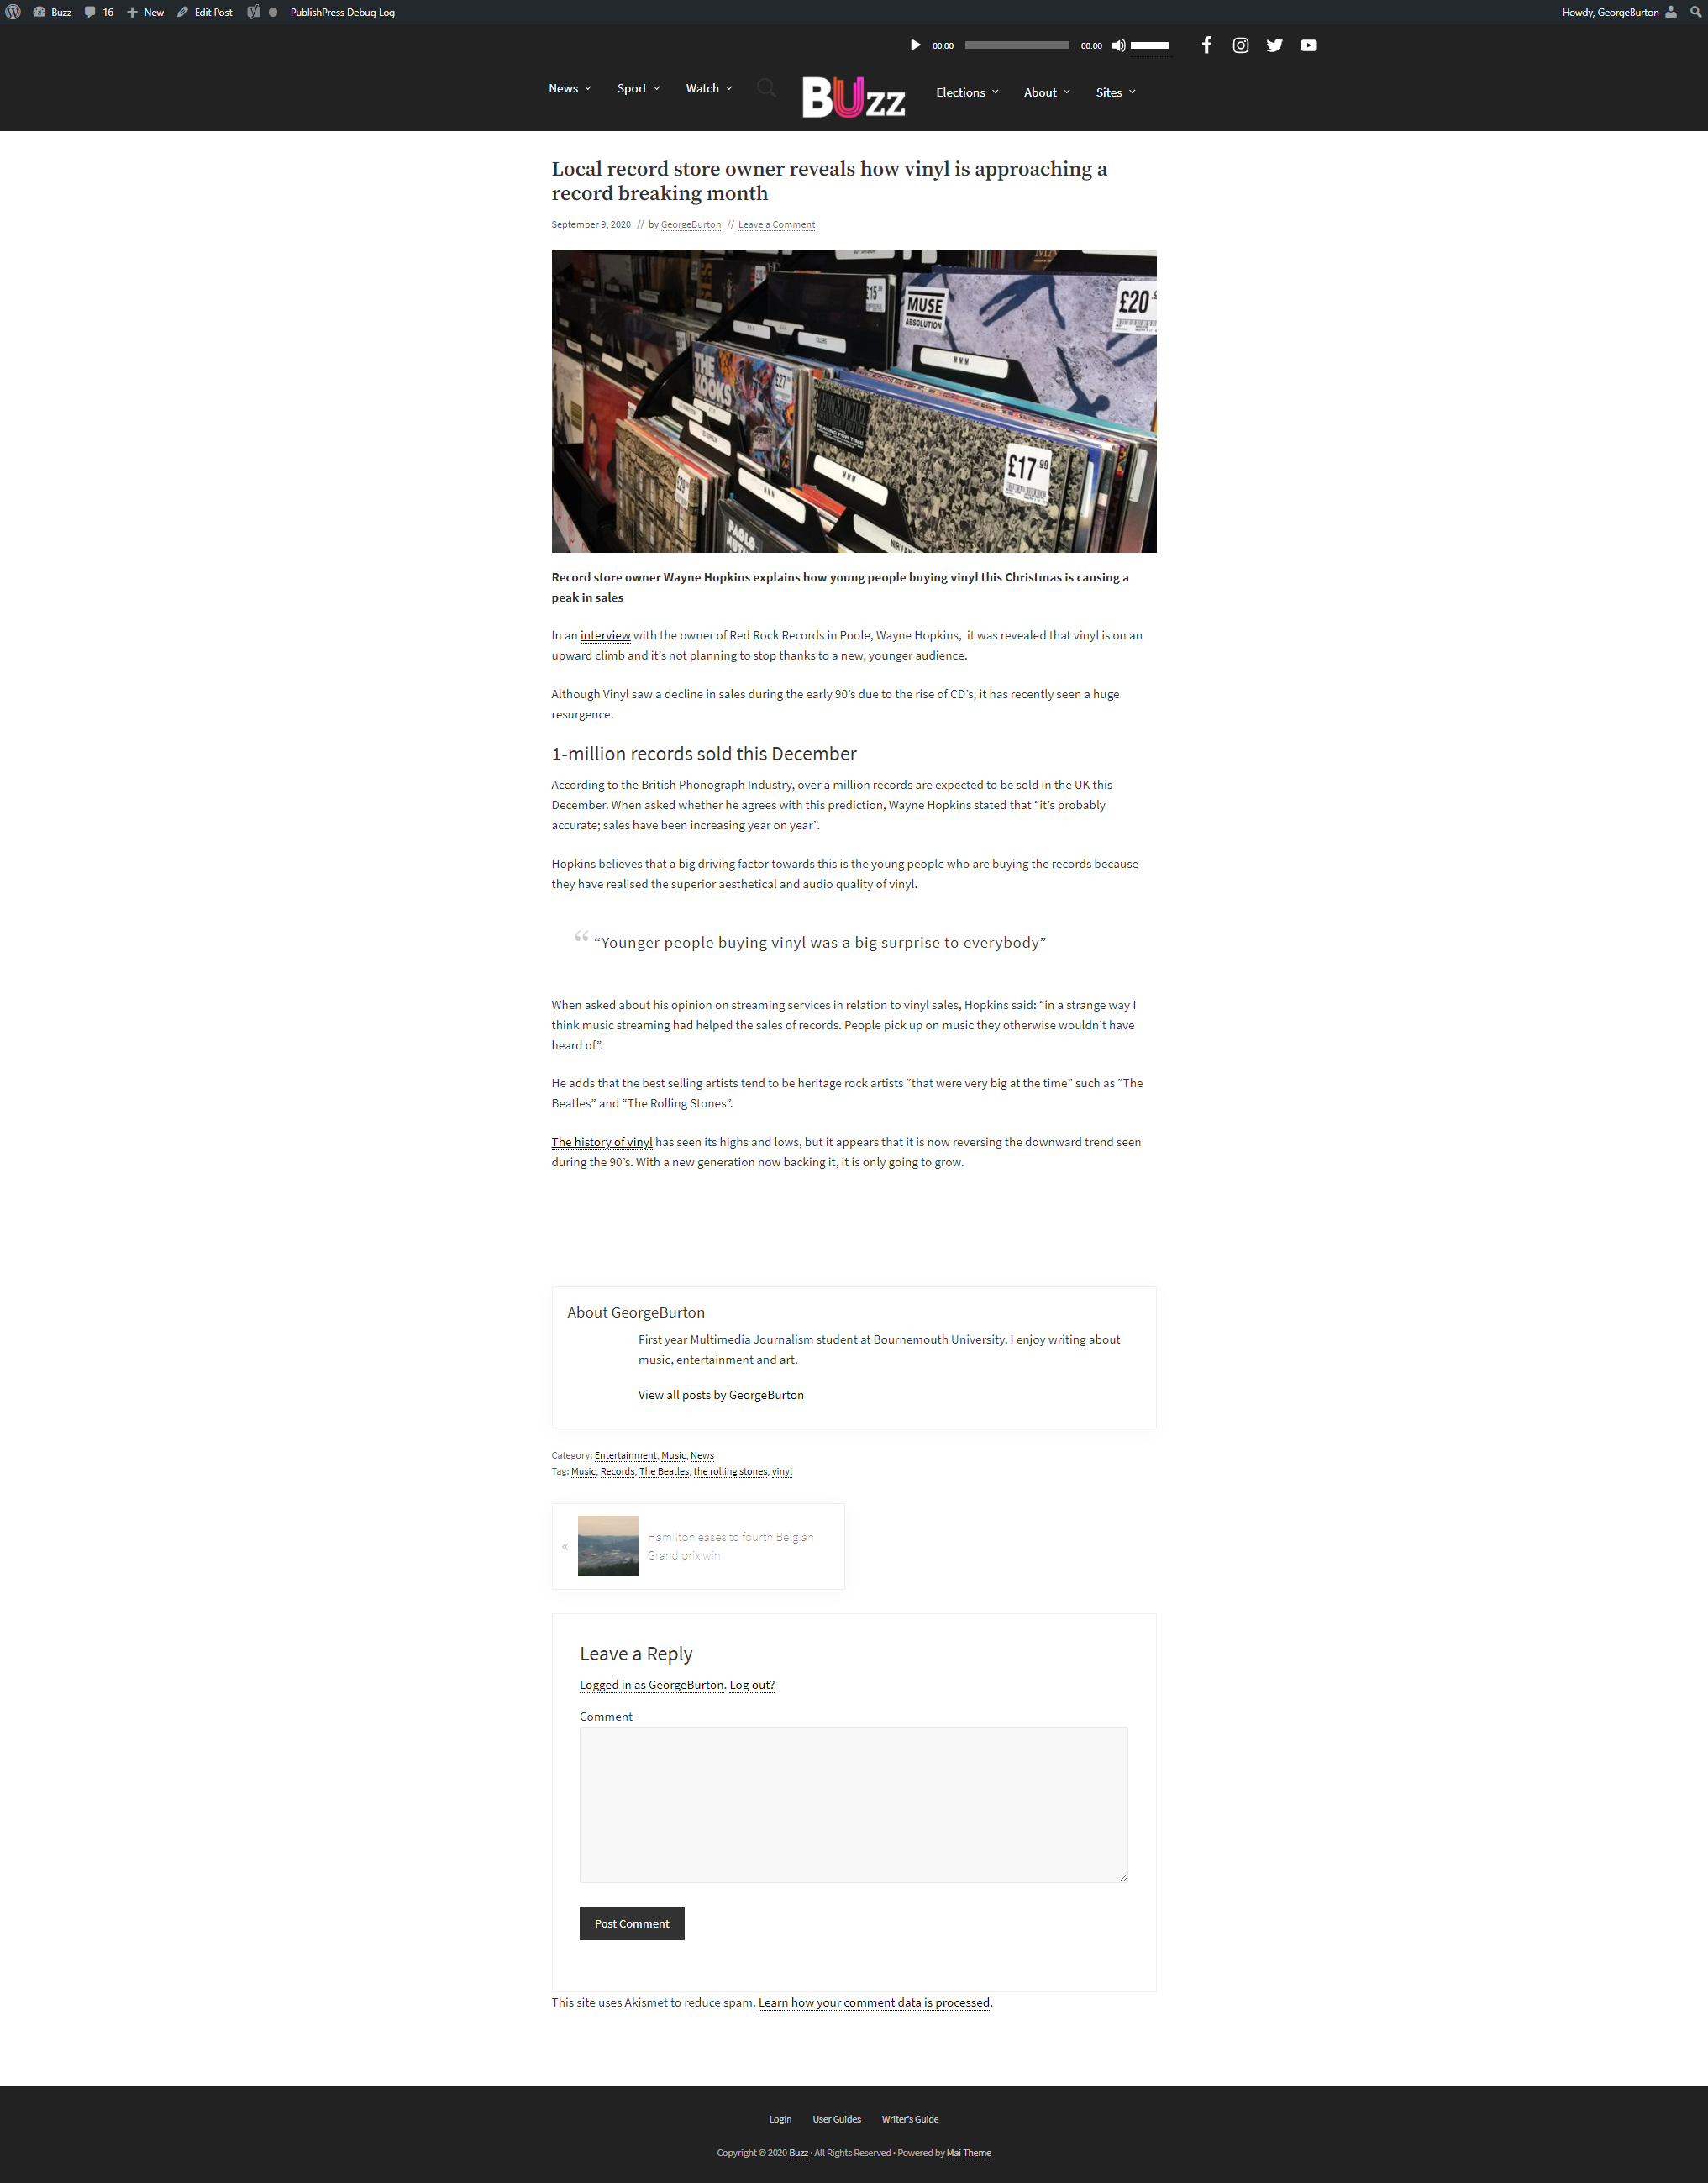 Buzz 16 New Edit Post PublishPress Debug Log Howdy, GeorgeBurton
00:00 00:00
News Sport Watch BUzz Elections About Sites
Local record store owner reveals how vinyl is approaching a
record breaking month
September 9, 2020 // by GeorgeBurton // Leave a Comment
£15
MUSE
ABSOLUTION
£20
THE
KOOKS
£27
M M M
£17.99
M M M
PAOLO
NIRVANA
Record store owner Wayne Hopkins explains how young people buying vinyl this Christmas is causing a
peak in sales
In an interview with the owner of Red Rock Records in Poole, Wayne Hopkins,  it was revealed that vinyl is on an
upward climb and it's not planning to stop thanks to a new, younger audience.
Although Vinyl saw a decline in sales during the early 90's due to the rise of CD's, it has recently seen a huge
resurgence.
1-million records sold this December
According to the British Phonograph Industry, over a million records are expected to be sold in the UK this
December. When asked whether he agrees with this prediction, Wayne Hopkins stated that “it's probably
accurate; sales have been increasing year on year”.
Hopkins believes that a big driving factor towards this is the young people who are buying the records because
they have realised the superior aesthetical and audio quality of vinyl.
“ “Younger people buying vinyl was a big surprise to everybody”
When asked about his opinion on streaming services in relation to vinyl sales, Hopkins said: “in a strange way I
think music streaming had helped the sales of records. People pick up on music they otherwise wouldn't have
heard of”.
He adds that the best selling artists tend to be heritage rock artists “that were very big at the time” such as “The
Beatles” and “The Rolling Stones”.
The history of vinyl has seen its highs and lows, but it appears that it is now reversing the downward trend seen
during the 90's. With a new generation now backing it, it is only going to grow.
About GeorgeBurton
First year Multimedia Journalism student at Bournemouth University. I enjoy writing about
music, entertainment and art.
View all posts by GeorgeBurton
Category: Entertainment, Music, News
Tag: Music, Records, The Beatles, the rolling stones, vinyl
« Hamilton eases to fourth Belgian
Grand prix win
Leave a Reply
Logged in as GeorgeBurton. Log out?
Comment
Post Comment
This site uses Akismet to reduce spam. Learn how your comment data is processed.
Login User Guides Writer's Guide
Copyright © 2020 Buzz · All Rights Reserved · Powered by Mai Theme